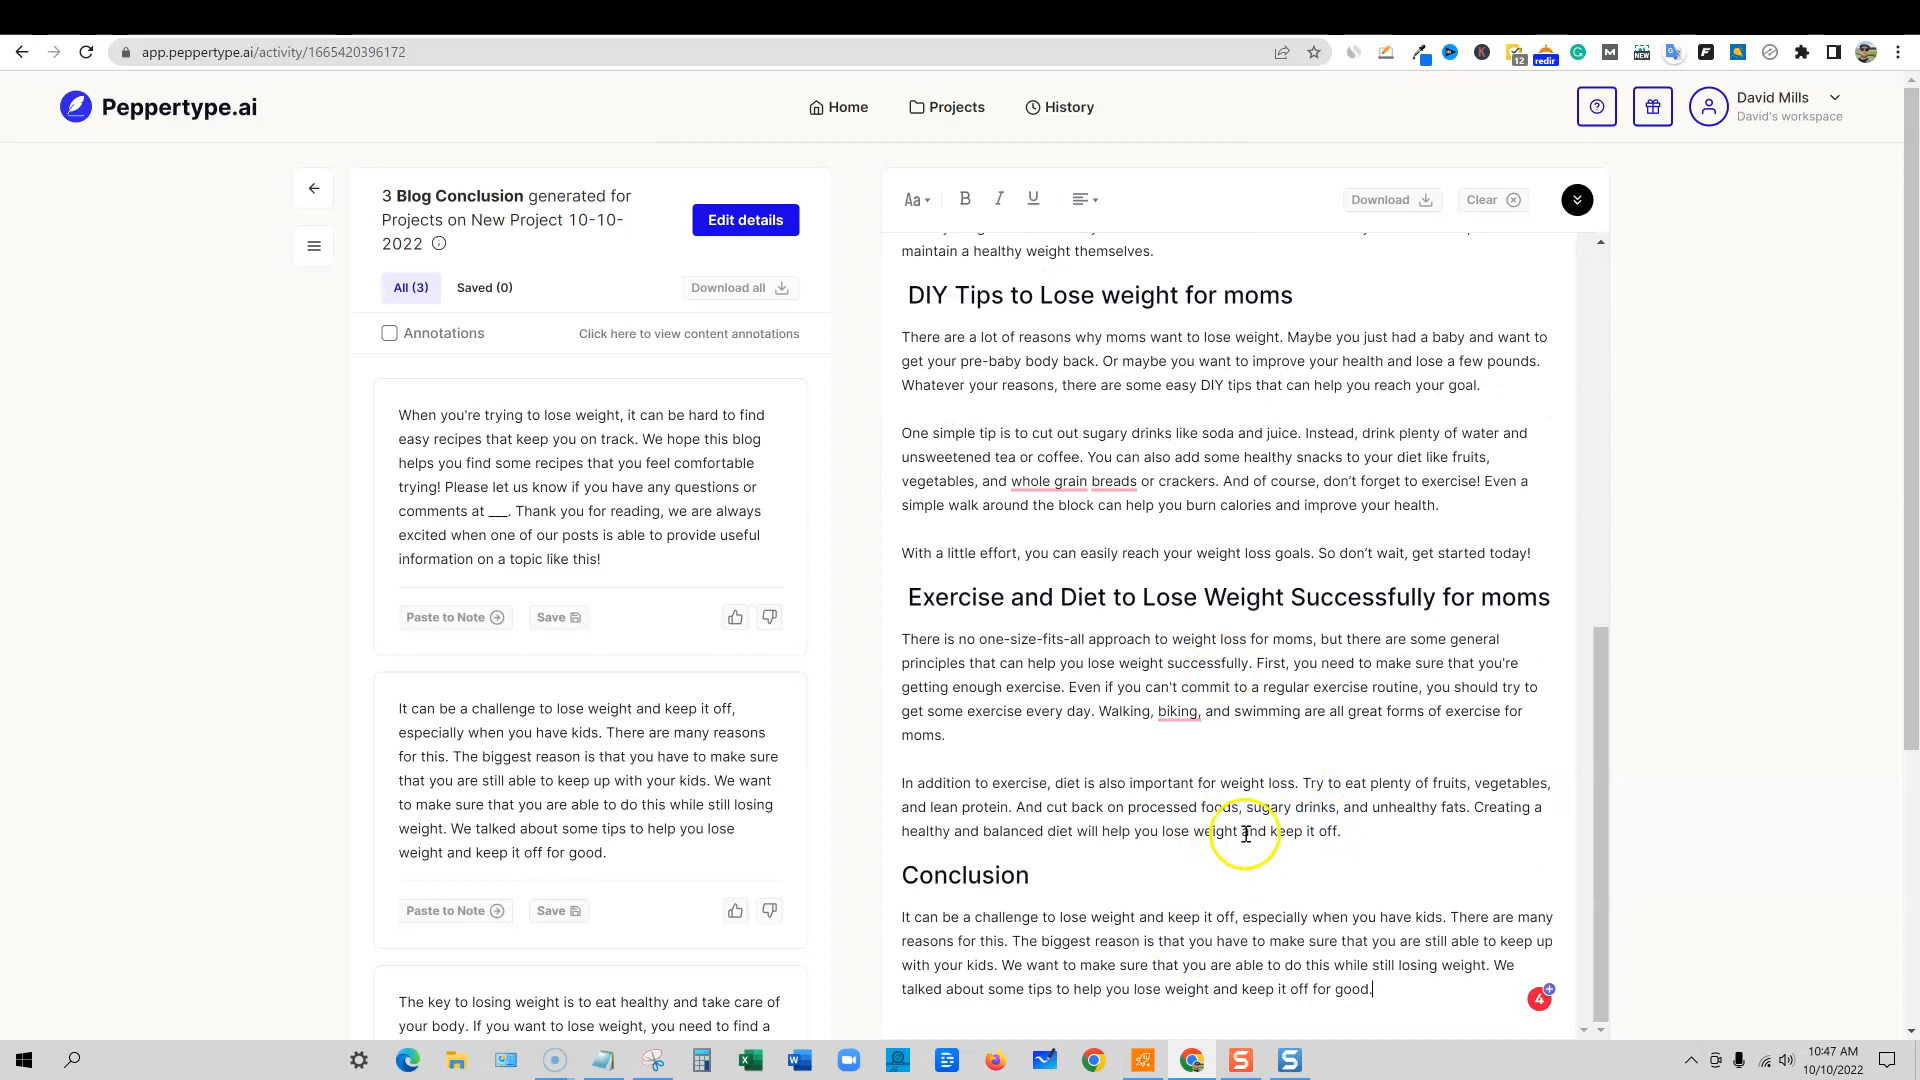 app.peppertype.ai/activity/1665420396172
12
redir
Peppertype.ai
Home
Projects
History
David Mills
David's workspace
3 Blog Conclusion generated for
Projects on New Project 10-10-
2022
Edit details
All (3)
Saved (0)
Download all
Annotations
Click here to view content annotations
When you're trying to lose weight, it can be hard to find
easy recipes that keep you on track. We hope this blog
helps you find some recipes that you feel comfortable
trying! Please let us know if you have any questions or
comments at ___. Thank you for reading, we are always
excited when one of our posts is able to provide useful
information on a topic like this!
Paste to Note
Save
It can be a challenge to lose weight and keep it off,
especially when you have kids. There are many reasons
for this. The biggest reason is that you have to make sure
that you are still able to keep up with your kids. We want
to make sure that you are able to do this while still losing
weight. We talked about some tips to help you lose
weight and keep it off for good.
Paste to Note
Save
The key to losing weight is to eat healthy and take care of
your body. If you want to lose weight, you need to find a
Aa
B
I
U
Download
Clear
maintain a healthy weight themselves.
DIY Tips to Lose weight for moms
There are a lot of reasons why moms want to lose weight. Maybe you just had a baby and want to
get your pre-baby body back. Or maybe you want to improve your health and lose a few pounds.
Whatever your reasons, there are some easy DIY tips that can help you reach your goal.
One simple tip is to cut out sugary drinks like soda and juice. Instead, drink plenty of water and
unsweetened tea or coffee. You can also add some healthy snacks to your diet like fruits,
vegetables, and whole grain breads or crackers. And of course, don't forget to exercise! Even a
simple walk around the block can help you burn calories and improve your health.
With a little effort, you can easily reach your weight loss goals. So don't wait, get started today!
Exercise and Diet to Lose Weight Successfully for moms
There is no one-size-fits-all approach to weight loss for moms, but there are some general
principles that can help you lose weight successfully. First, you need to make sure that you're
getting enough exercise. Even if you can't commit to a regular exercise routine, you should try to
get some exercise every day. Walking, biking, and swimming are all great forms of exercise for
moms.
In addition to exercise, diet is also important for weight loss. Try to eat plenty of fruits, vegetables,
and lean protein. And cut back on processed foods, sugary drinks, and unhealthy fats. Creating a
healthy and balanced diet will help you lose weight and keep it off.
Conclusion
It can be a challenge to lose weight and keep it off, especially when you have kids. There are many
reasons for this. The biggest reason is that you have to make sure that you are still able to keep up
with your kids. We want to make sure that you are able to do this while still losing weight. We
talked about some tips to help you lose weight and keep it off for good.
4
10:47 AM
10/10/2022